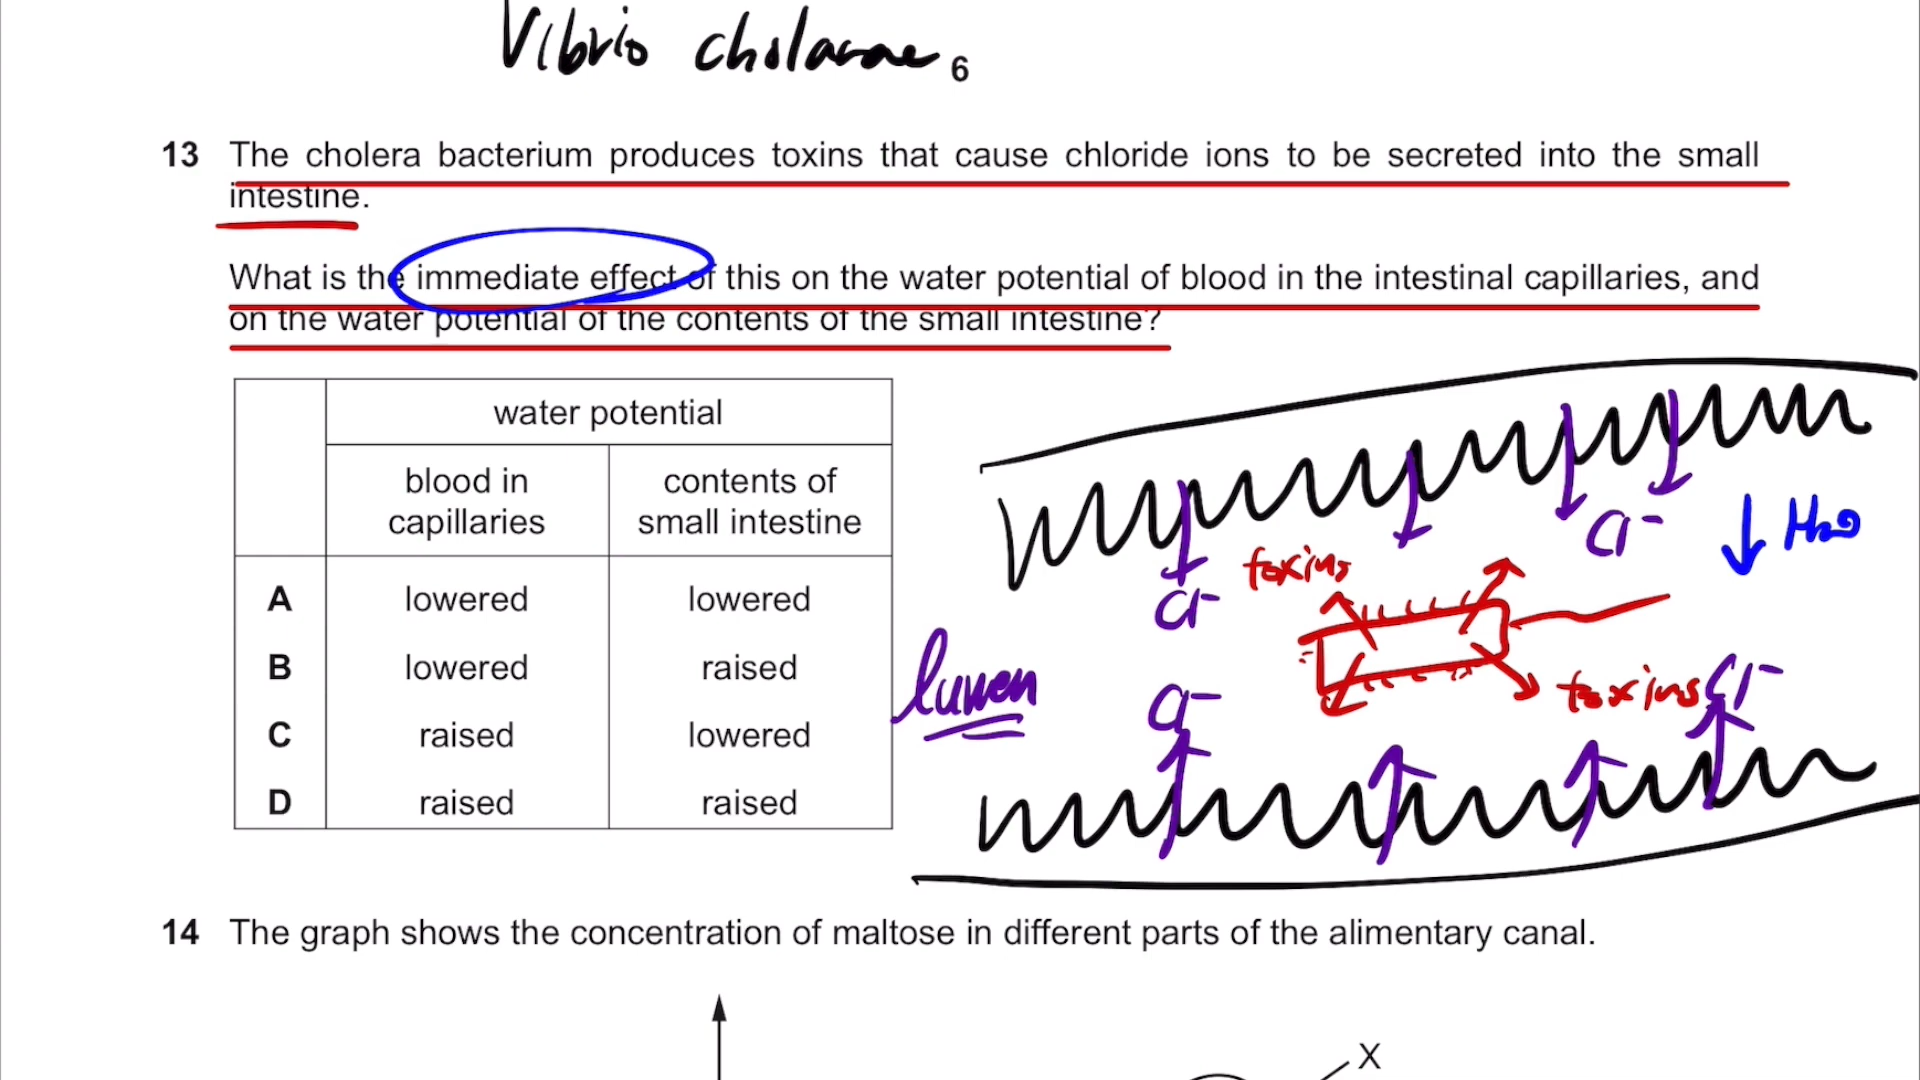 Vibrio cholarae
6
13 The cholera bacterium produces toxins that cause chloride ions to be secreted into the small
intestine.
What is the immediate effect of this on the water potential of blood in the intestinal capillaries, and
on the water potential of the contents of the small intestine?
water potential
blood in
capillaries
contents of
small intestine
A lowered lowered
B lowered raised
C raised lowered
D raised raised
Cl⁻
H₂O
toxins
Cl⁻
lumen
Cl⁻
toxins
Cl⁻
14 The graph shows the concentration of maltose in different parts of the alimentary canal.
X